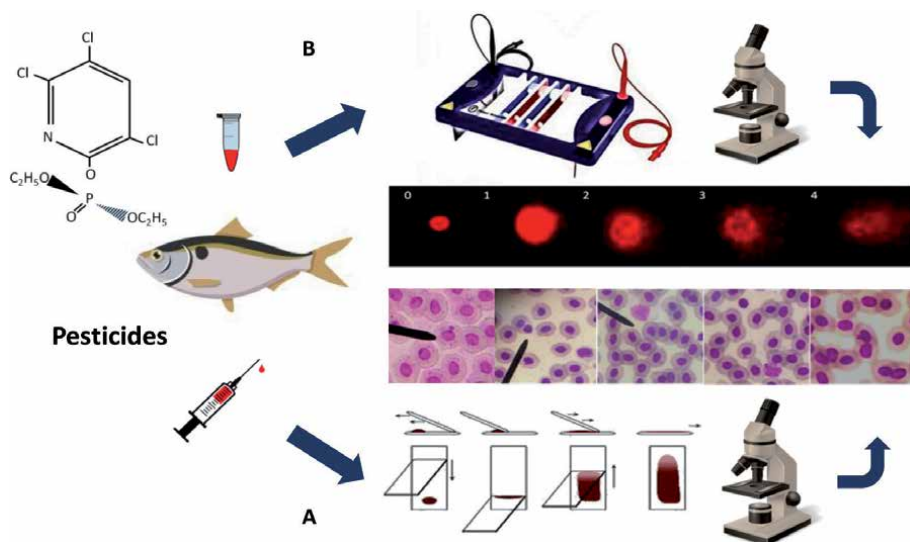 Cl
B
Cl
Cl
N
O
C₂H₅O
P
O
OC₂H₅
0 1 2 3 4
Pesticides
A